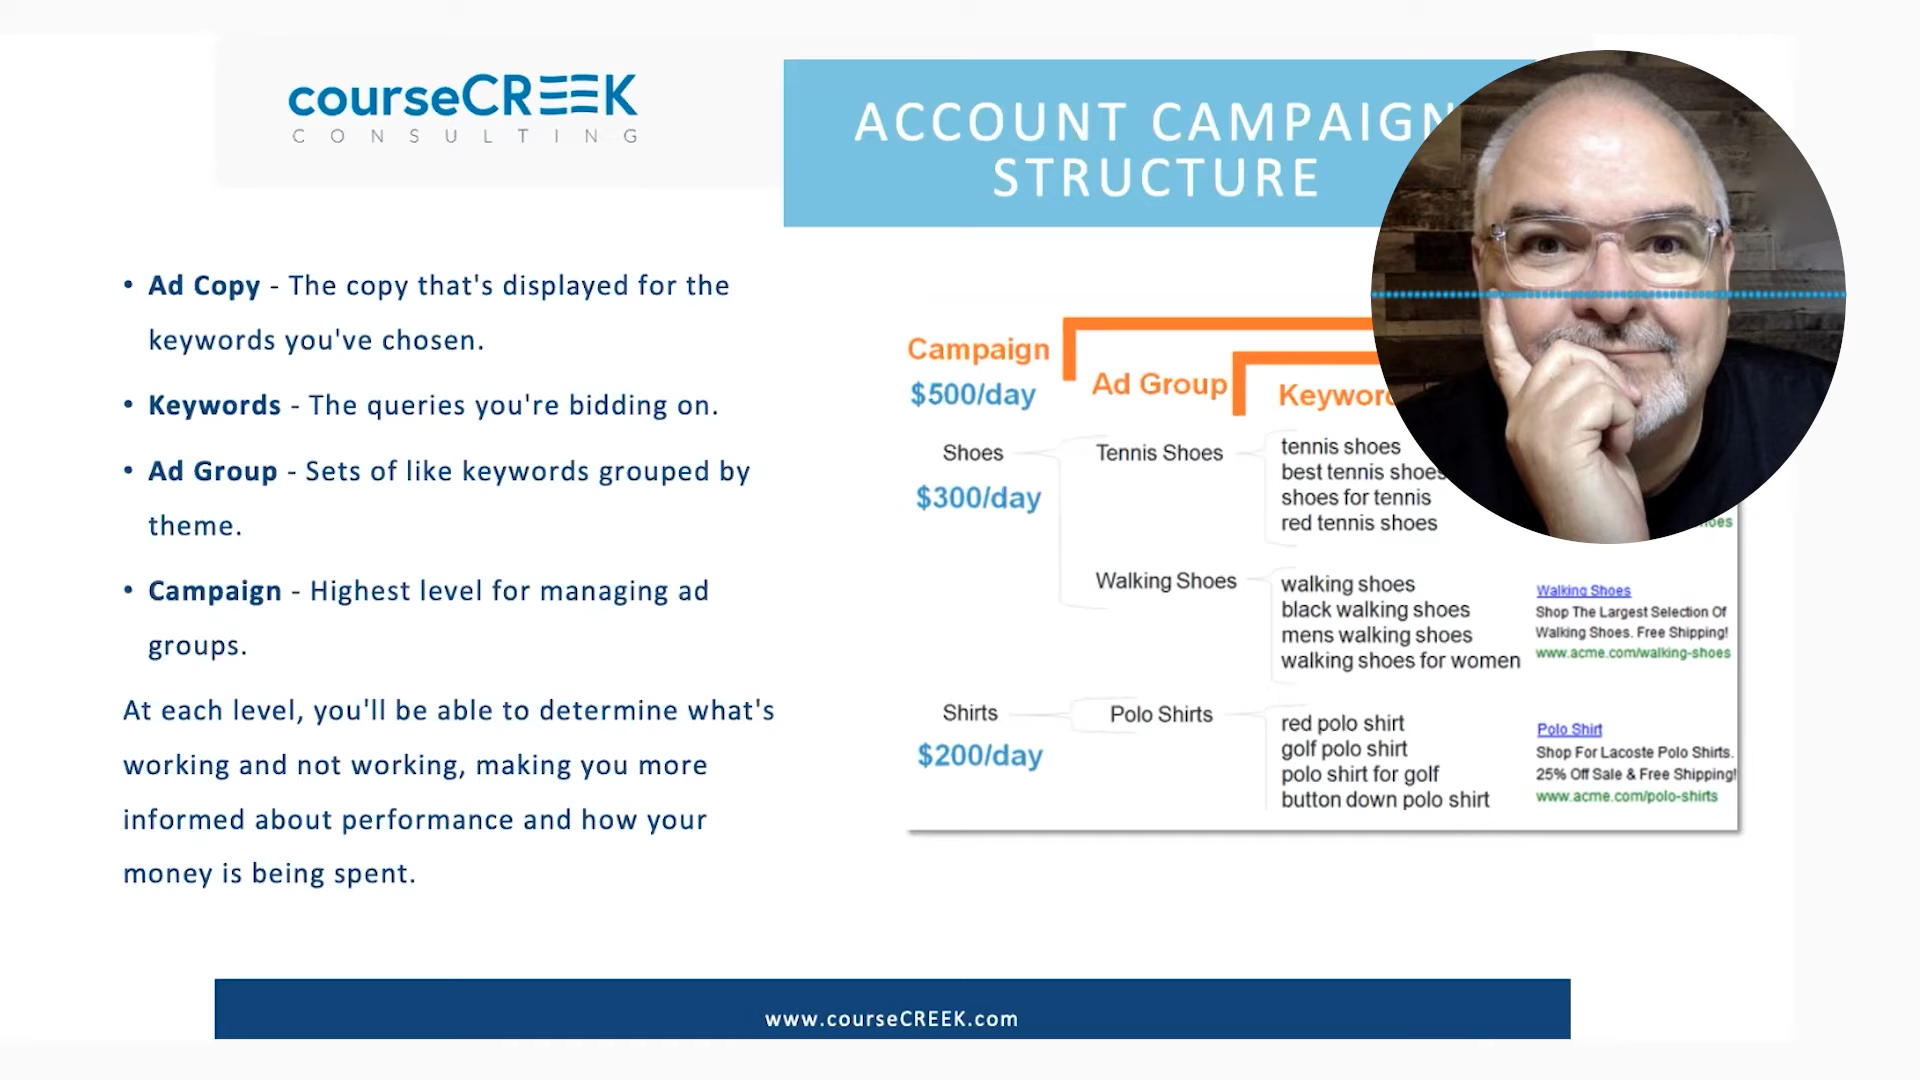 courseCREEK
CONSULTING
ACCOUNT CAMPAIGN
STRUCTURE
• Ad Copy - The copy that's displayed for the
keywords you've chosen.
• Keywords - The queries you're bidding on.
• Ad Group - Sets of like keywords grouped by
theme.
• Campaign - Highest level for managing ad
groups.
At each level, you'll be able to determine what's
working and not working, making you more
informed about performance and how your
money is being spent.
Campaign
$500/day
Ad Group
Shoes
$300/day
Tennis Shoes
tennis shoes
best tennis shoes
shoes for tennis
red tennis shoes
Walking Shoes
walking shoes
black walking shoes
mens walking shoes
walking shoes for women
Walking Shoes
Shop The Largest Selection Of
Walking Shoes. Free Shipping!
www.acme.com/walking-shoes
Shirts
$200/day
Polo Shirts
red polo shirt
golf polo shirt
polo shirt for golf
button down polo shirt
Polo Shirt
Shop For Lacoste Polo Shirts.
25% Off Sale & Free Shipping!
www.acme.com/polo-shirts
www.courseCREEK.com